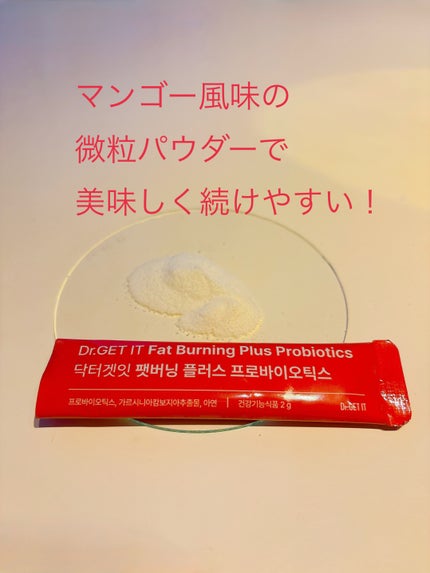 マンゴー風味の
微粒パウダーで
美味しく続けやすい！
Dr.GET IT Fat Burning Plus Probiotics
닥터겟잇 팻버닝 플러스 프로바이오틱스
프로바이오틱스, 가르시니아캄보지아추출물, 아연 | 건강기능식품 2 g
Dr.GET IT